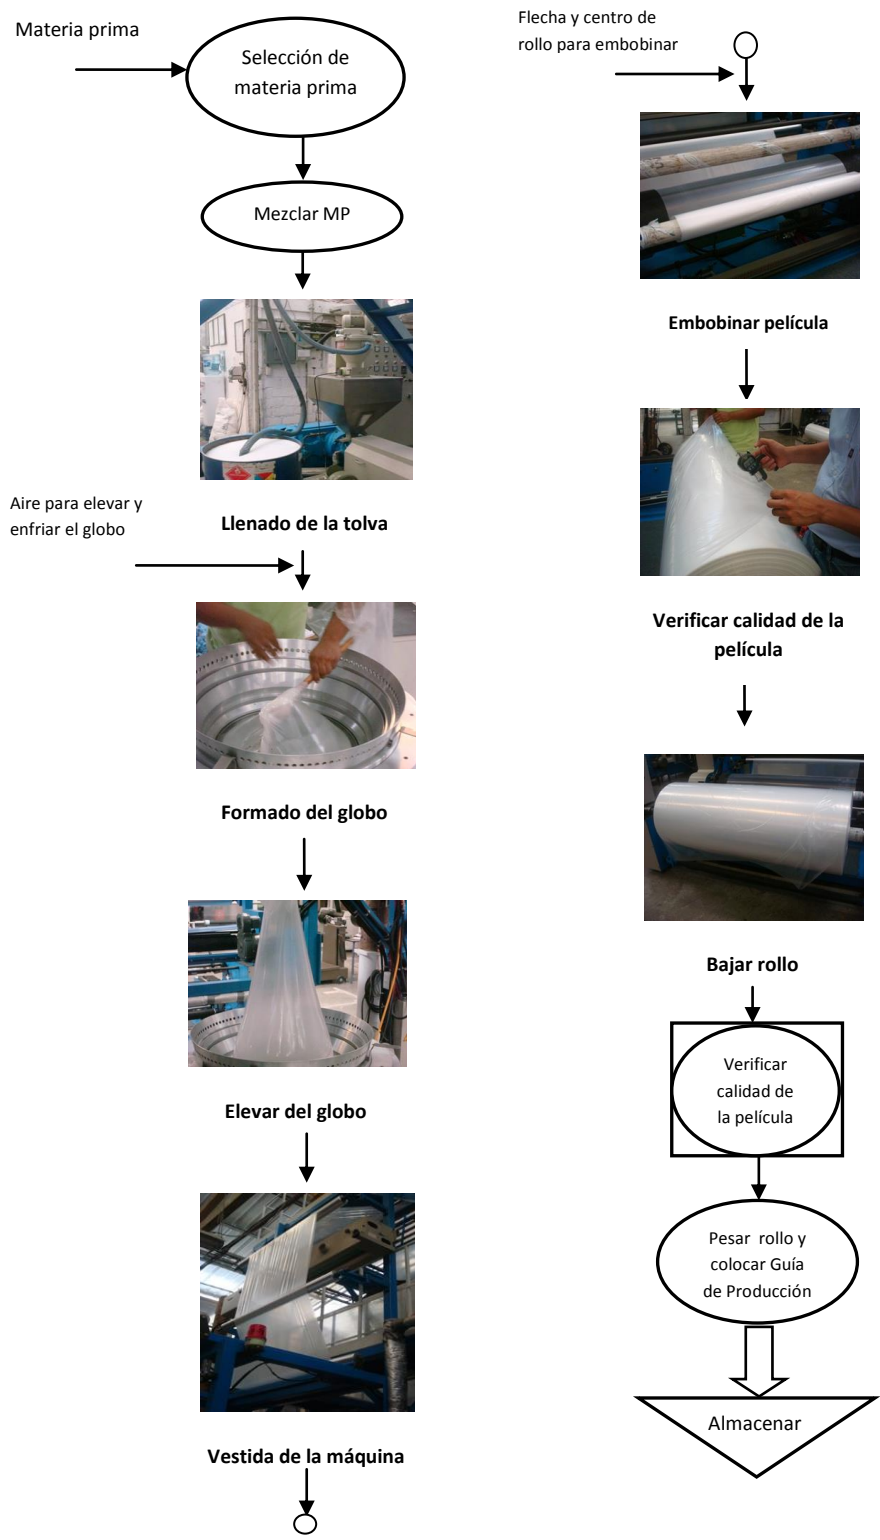 Materia prima
Selección de
materia prima
Mezclar MP
Llenado de la tolva
Aire para elevar y
enfriar el globo
Formado del globo
Elevar del globo
Vestida de la máquina
Flecha y centro de
rollo para embobinar
Embobinar película
Verificar calidad de la
película
Bajar rollo
Verificar
calidad de
la película
Pesar rollo y
colocar Guía
de Producción
Almacenar